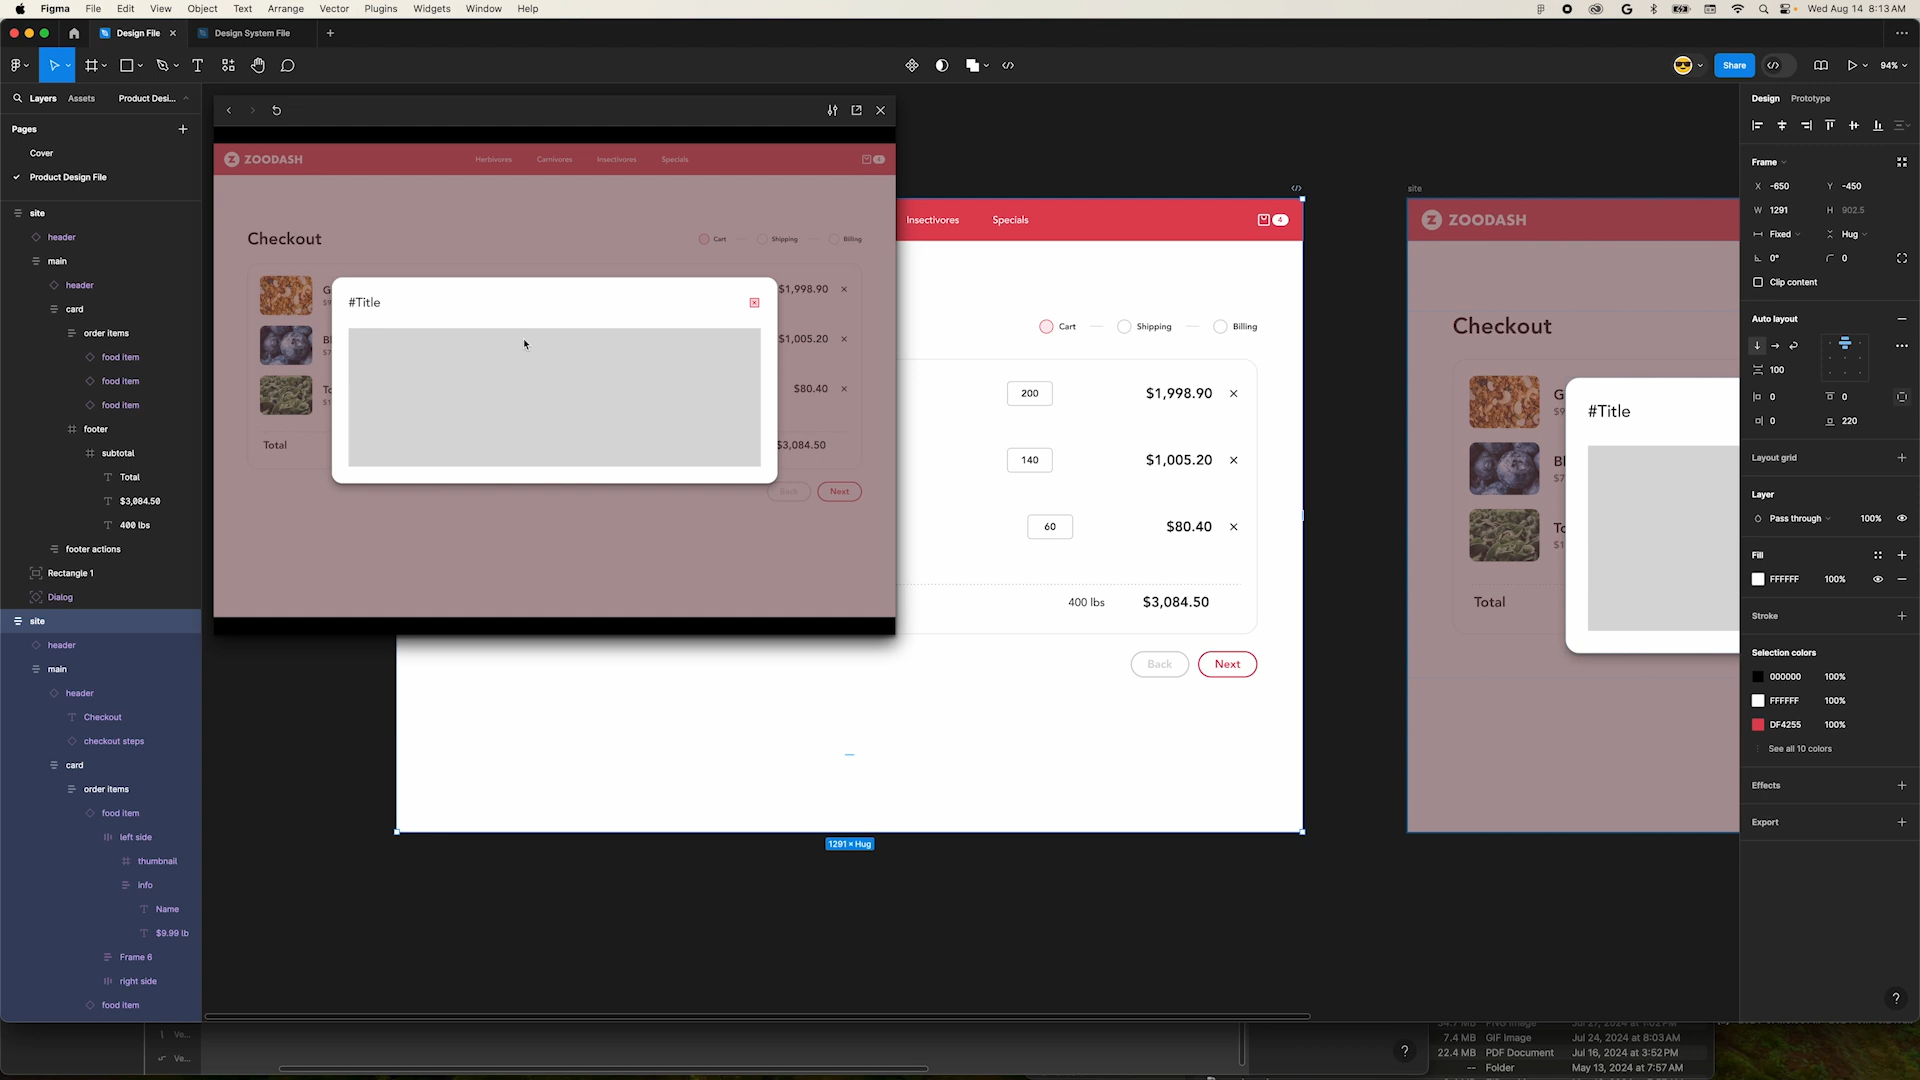 Figma File Edit View Object Text Arrange Vector Plugins Widgets Window Help
Wed Aug 14 8:13 AM
Design File
Design System File
Share
94%
Layers Assets Product Desi...
Pages
Cover
Product Design File
site
header
main
header
card
order items
food item
food item
food item
footer
subtotal
Total
$3,084.50
400 lbs
footer actions
Rectangle 1
Dialog
site
header
main
header
Checkout
checkout steps
card
order items
food item
left side
thumbnail
info
Name
$9.99 lb
Frame 6
right side
food item
Ve...
Ve...
ZOODASH
Herbivores Carnivores Insectivores Specials
4
Checkout
Cart Shipping Billing
$1,998.90
$1,005.20
$80.40
#Title
Total
$3,084.50
Back Next
Insectivores Specials
4
Cart Shipping Billing
200 $1,998.90
140 $1,005.20
60 $80.40
400 lbs $3,084.50
Back Next
1291 × Hug
site
ZOODASH
Checkout
#Title
Total
Design Prototype
Frame
X -650 Y -450
W 1291 H 902.5
Fixed Hug
0° 0
Clip content
Auto layout
100
0 0
0 220
Layout grid
Layer
Pass through 100%
Fill
FFFFFF 100%
Stroke
Selection colors
000000 100%
FFFFFF 100%
DF4255 100%
See all 10 colors
Effects
Export
?
?
7.4 MB GIF Image Jul 24, 2024 at 8:03 AM
22.4 MB PDF Document Jul 16, 2024 at 3:52 PM
-- Folder May 13, 2024 at 7:57 AM